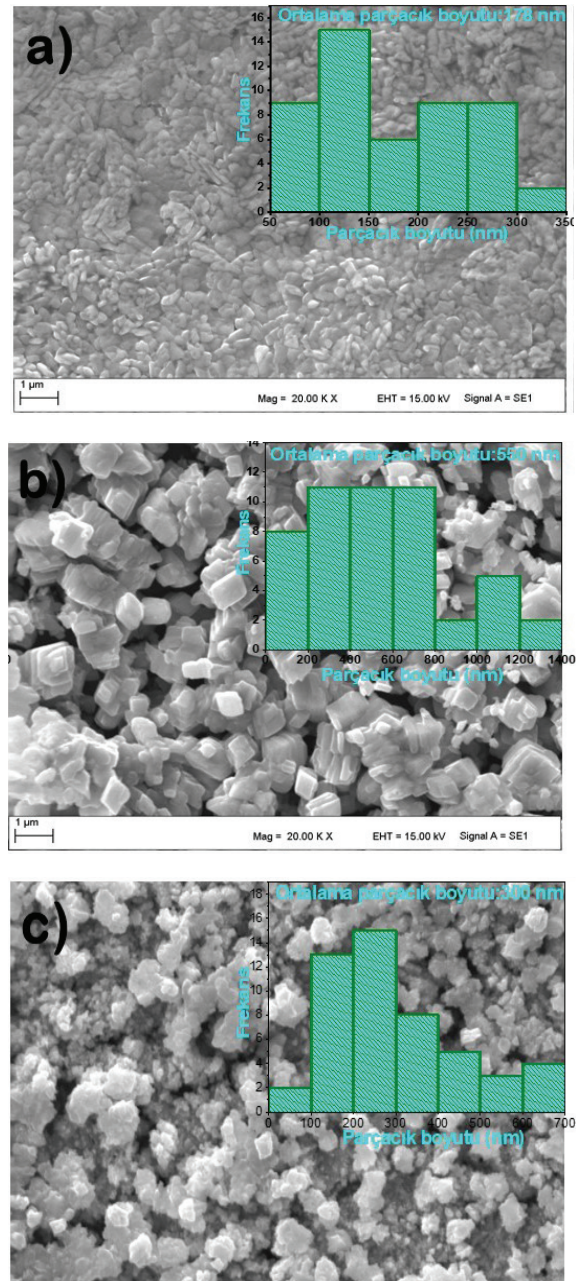 a)
Ortalama parçacık boyutu:178 nm
16
14
12
10
8
6
4
2
0
Frekans
50 100 150 200 250 300 350
Parçacık boyutu (nm)
1 µm
Mag = 20.00 K X EHT = 15.00 kV Signal A = SE1
b)
Ortalama parçacık boyutu:550 nm
14
12
10
8
6
4
2
0
Frekans
0 200 400 600 800 1000 1200 1400
Parçacık boyutu (nm)
1 µm
Mag = 20.00 K X EHT = 15.00 kV Signal A = SE1
c)
Ortalama parçacık boyutu:300 nm
18
16
14
12
10
8
6
4
2
0
Frekans
0 100 200 300 400 500 600 700
Parçacık boyutu (nm)